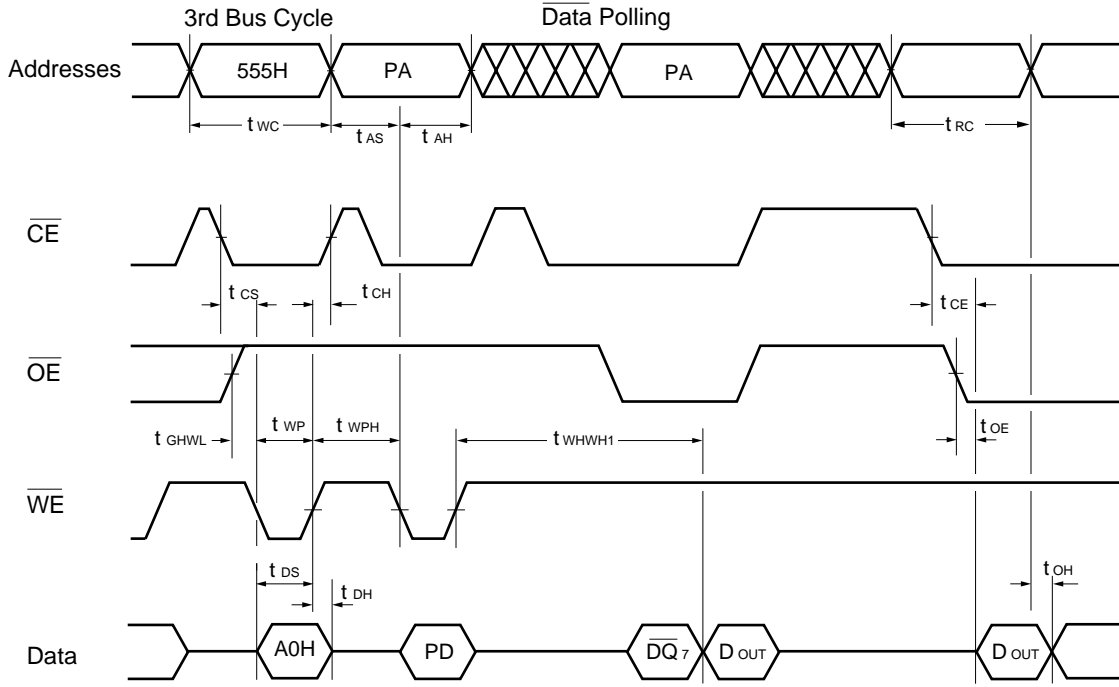 3rd Bus Cycle
Data Polling
Addresses
555H
PA
PA
t WC
t AS
t AH
t RC
CE
t CS
t CH
t CE
OE
t GHWL
t WP
t WPH
t WHWH1
t OE
WE
t DS
t DH
t OH
Data
A0H
PD
DQ 7
D OUT
D OUT